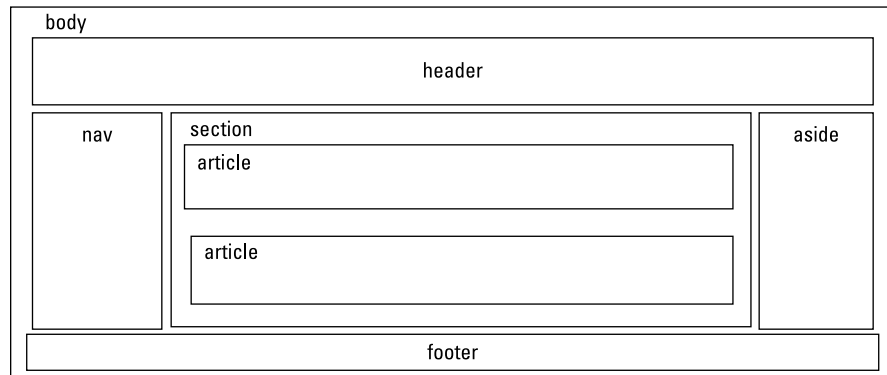 body
header
nav
section
aside
article
article
footer